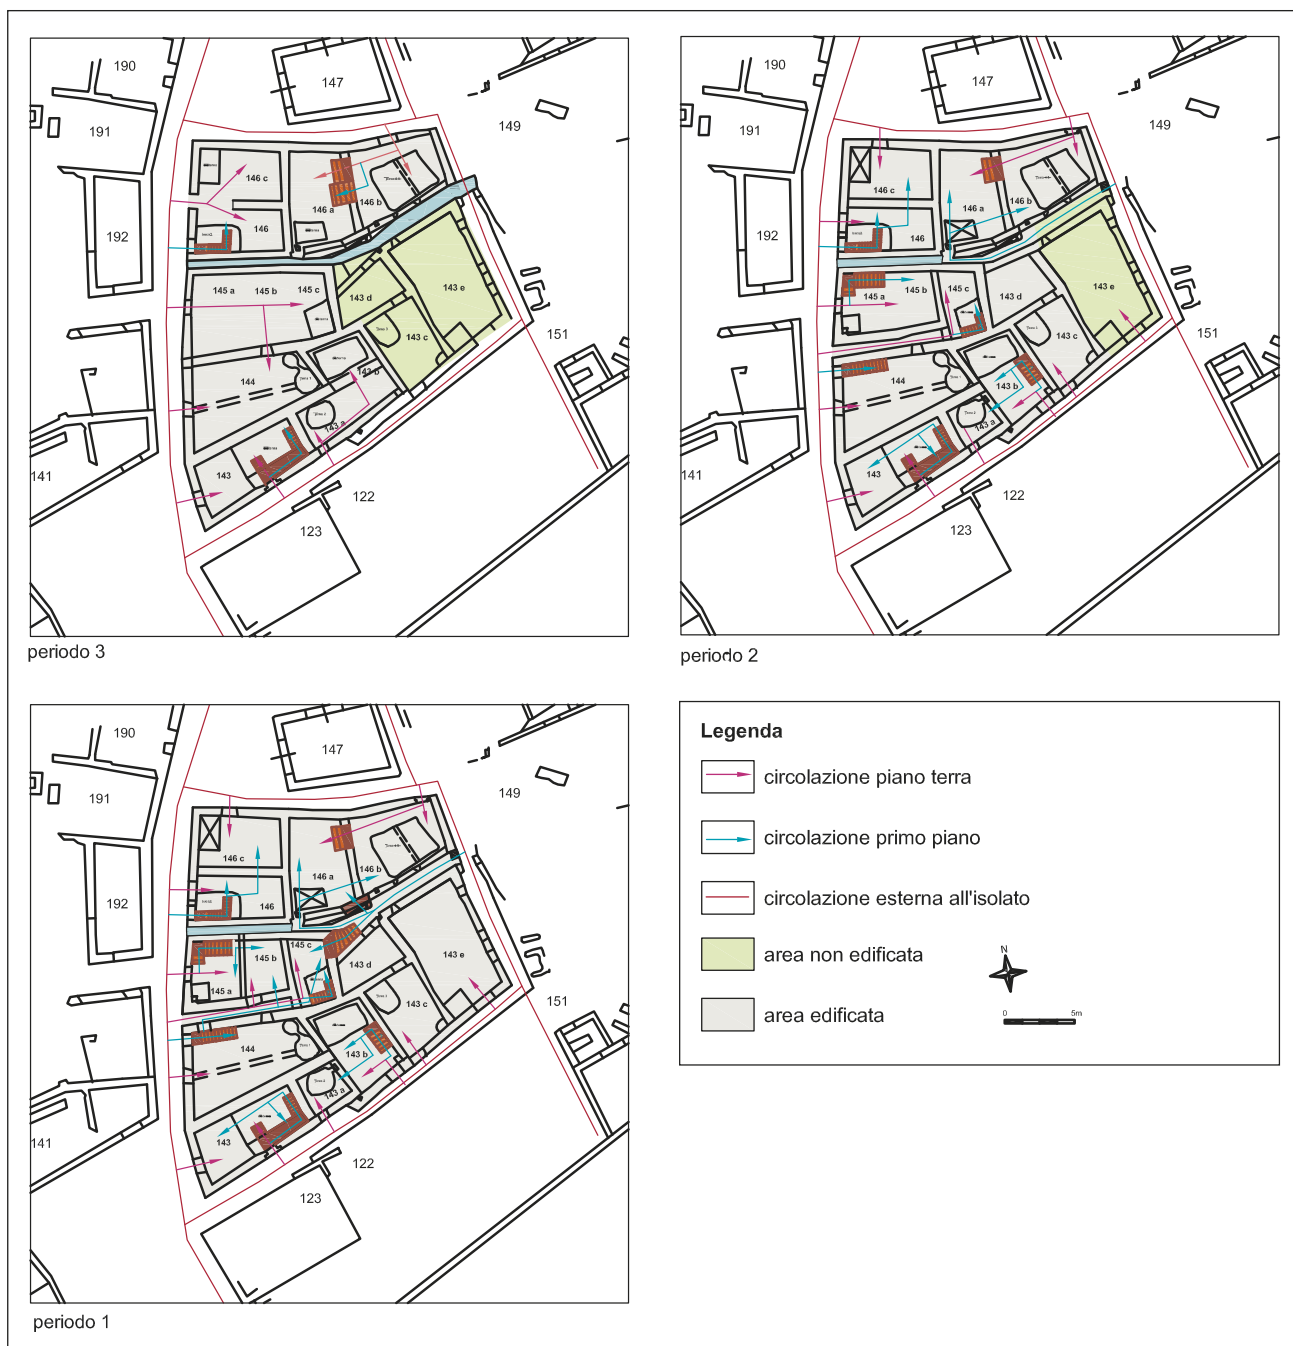 190
147
191
149
146 c
146 a
146 b
192
146
145 a
145 b
145 c
143 e
143 d
151
143 c
144
143 b
143 a
141
143
122
123
periodo 3
190
147
191
149
146 c
146 a
146 b
192
146
145 a
145 b
145 c
143 e
143 d
151
143 c
144
143 b
143 a
141
143
122
123
periodo 2
190
147
191
149
146 c
146 a
146 b
192
146
145 c
145 b
143 e
143 d
145 a
151
143 c
144
143 b
143 a
141
143
122
123
periodo 1
Legenda
circolazione piano terra
circolazione primo piano
circolazione esterna all'isolato
area non edificata
N
area edificata
0 5m